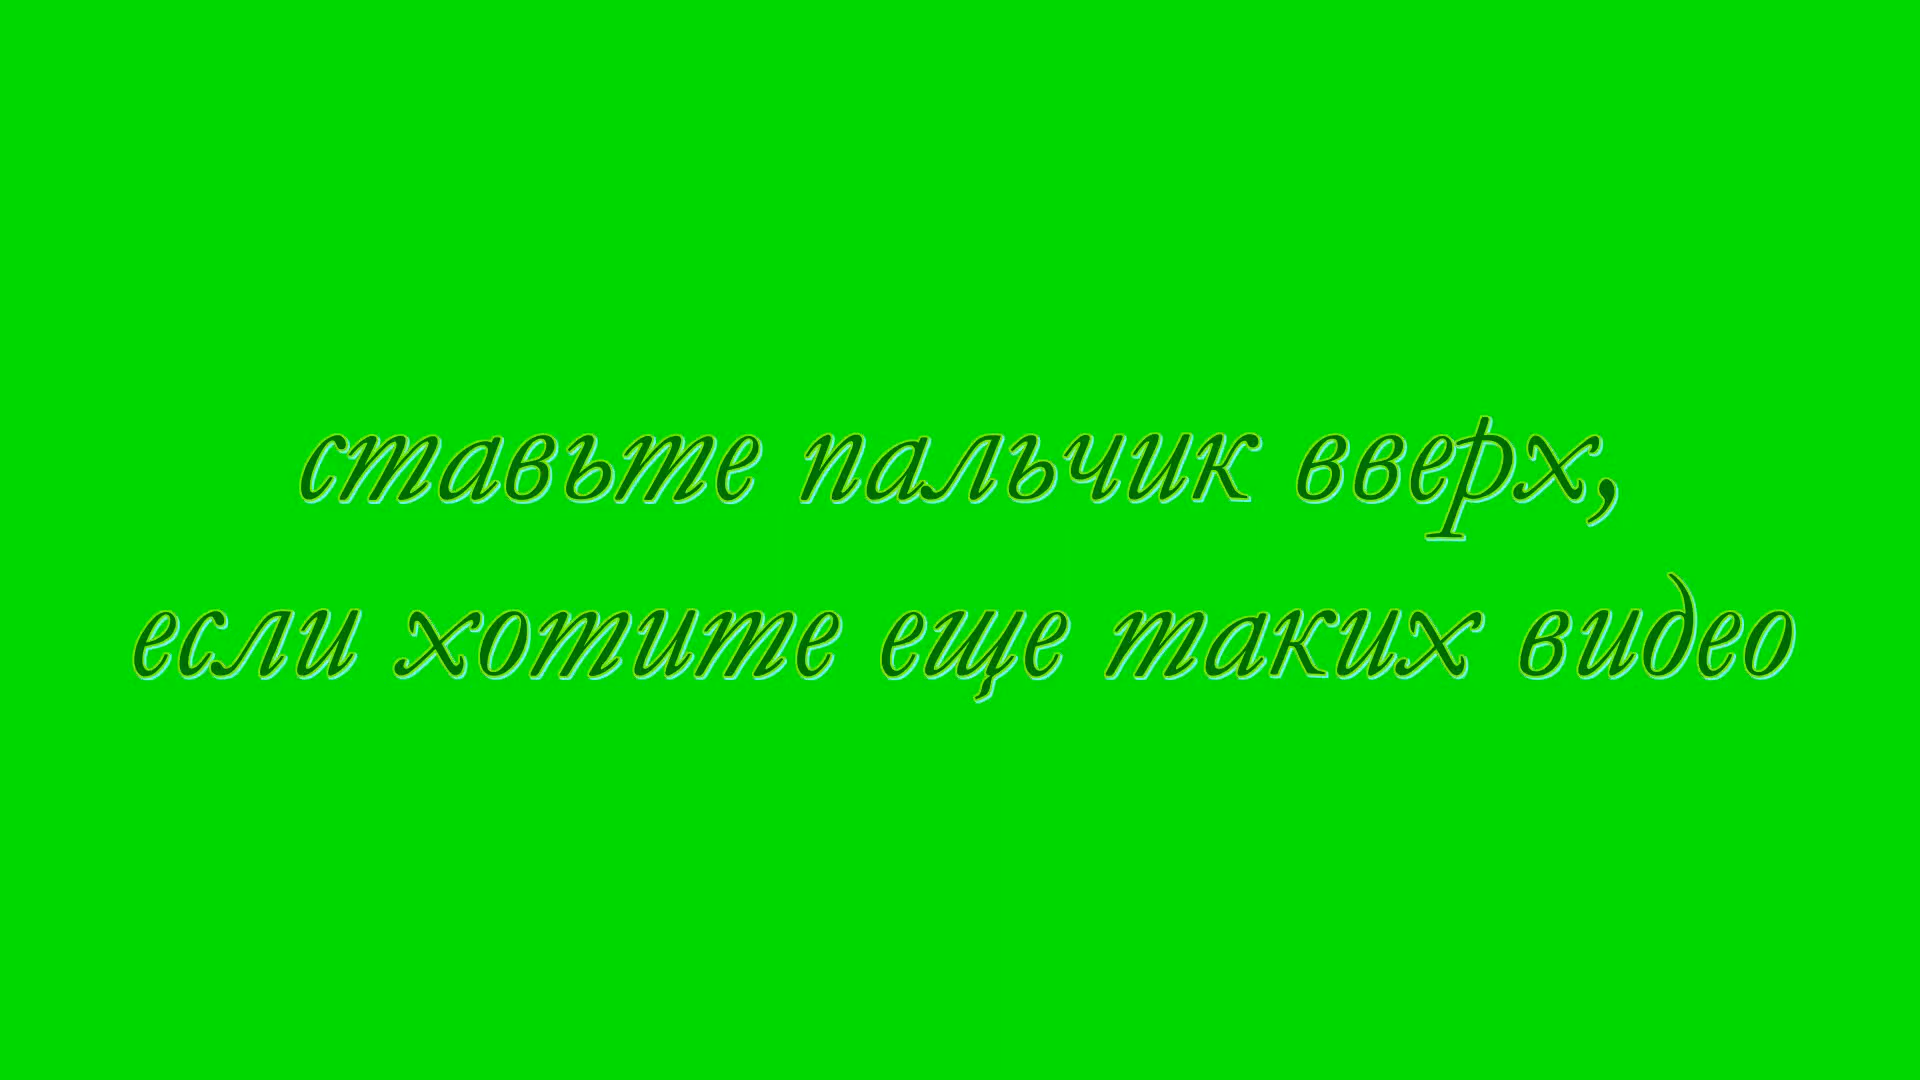 ставьте пальчик вверх,
если хотите еще таких видео